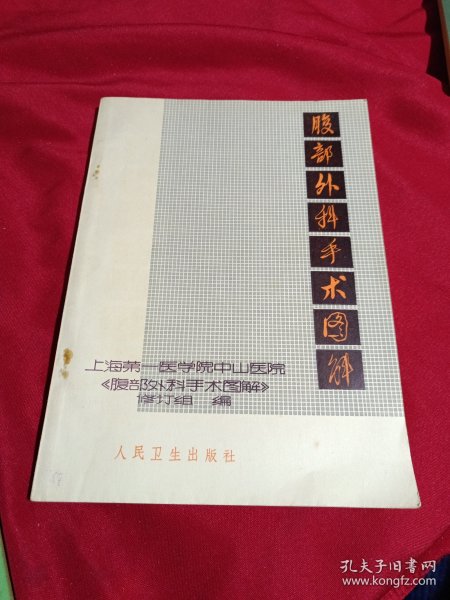 腹部外科手术图解
上海第一医学院中山医院
《腹部外科手术图解》
修订组 编
人民卫生出版社
孔夫子旧书网
www.kongfz.com